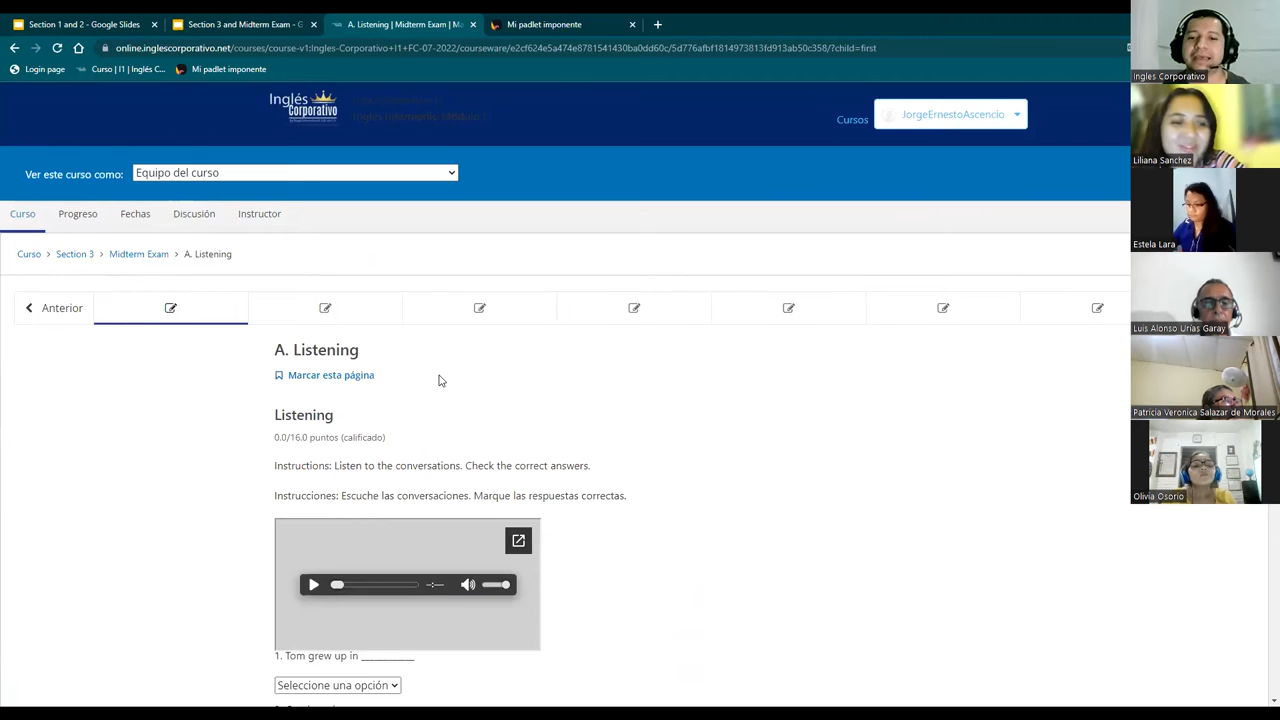 Section 1 and 2 - Google Slides
Section 3 and Midterm Exam - G
A. Listening | Midterm Exam | M
Mi padlet imponente
online.inglescorporativo.net/courses/course-v1:Ingles-Corporativo+I1+FC-07-2022/courseware/e2cf624e5a474e8781541430ba0dd60c/5d776afbf1814973813fd913ab50c358/?child=first
Login page
Curso | I1 | Inglés C...
Mi padlet imponente
Inglés
Corporativo
Inglés Intermedio Módulo 1
Cursos
JorgeErnestoAscencio
Ver este curso como:
Equipo del curso
Curso
Progreso
Fechas
Discusión
Instructor
Curso > Section 3 > Midterm Exam > A. Listening
Anterior
A. Listening
Marcar esta página
Listening
0.0/16.0 puntos (calificado)
Instructions: Listen to the conversations. Check the correct answers.
Instrucciones: Escuche las conversaciones. Marque las respuestas correctas.
-:--
1. Tom grew up in ___________
Seleccione una opción
Ingles Corporativo
Liliana Sanchez
Estela Lara
Luis Alonso Urías Garay
Patricia Veronica Salazar de Morales
Olivia Osorio